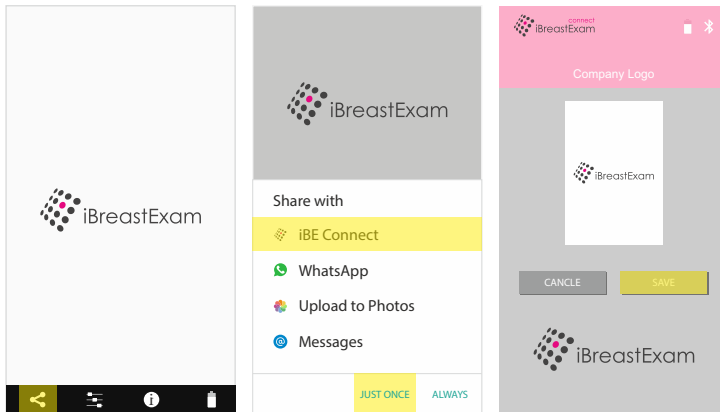 iBreastExam
iBreastExam
Share with
iBE Connect
WhatsApp
Upload to Photos
Messages
JUST ONCE ALWAYS
connect
iBreastExam
Company Logo
iBreastExam
CANCLE SAVE
iBreastExam